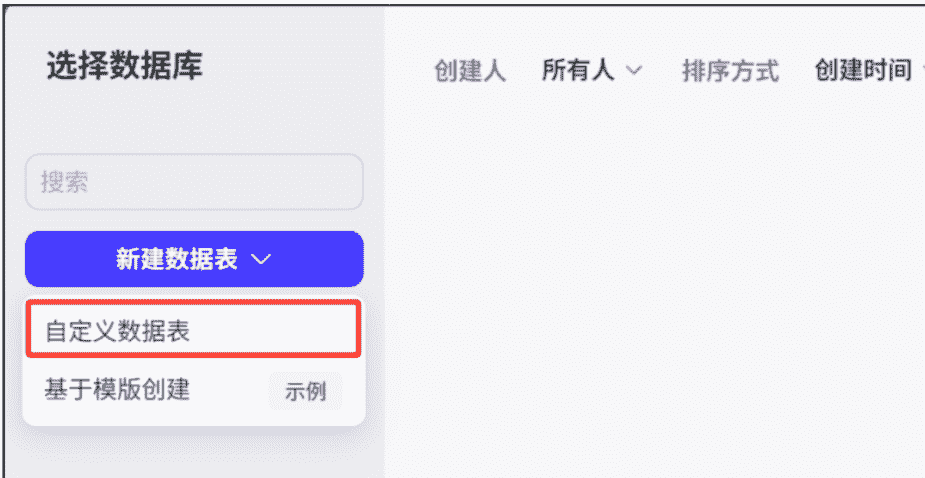 选择数据库
创建人 所有人 排序方式 创建时间
搜索
新建数据表
自定义数据表
基于模版创建 示例